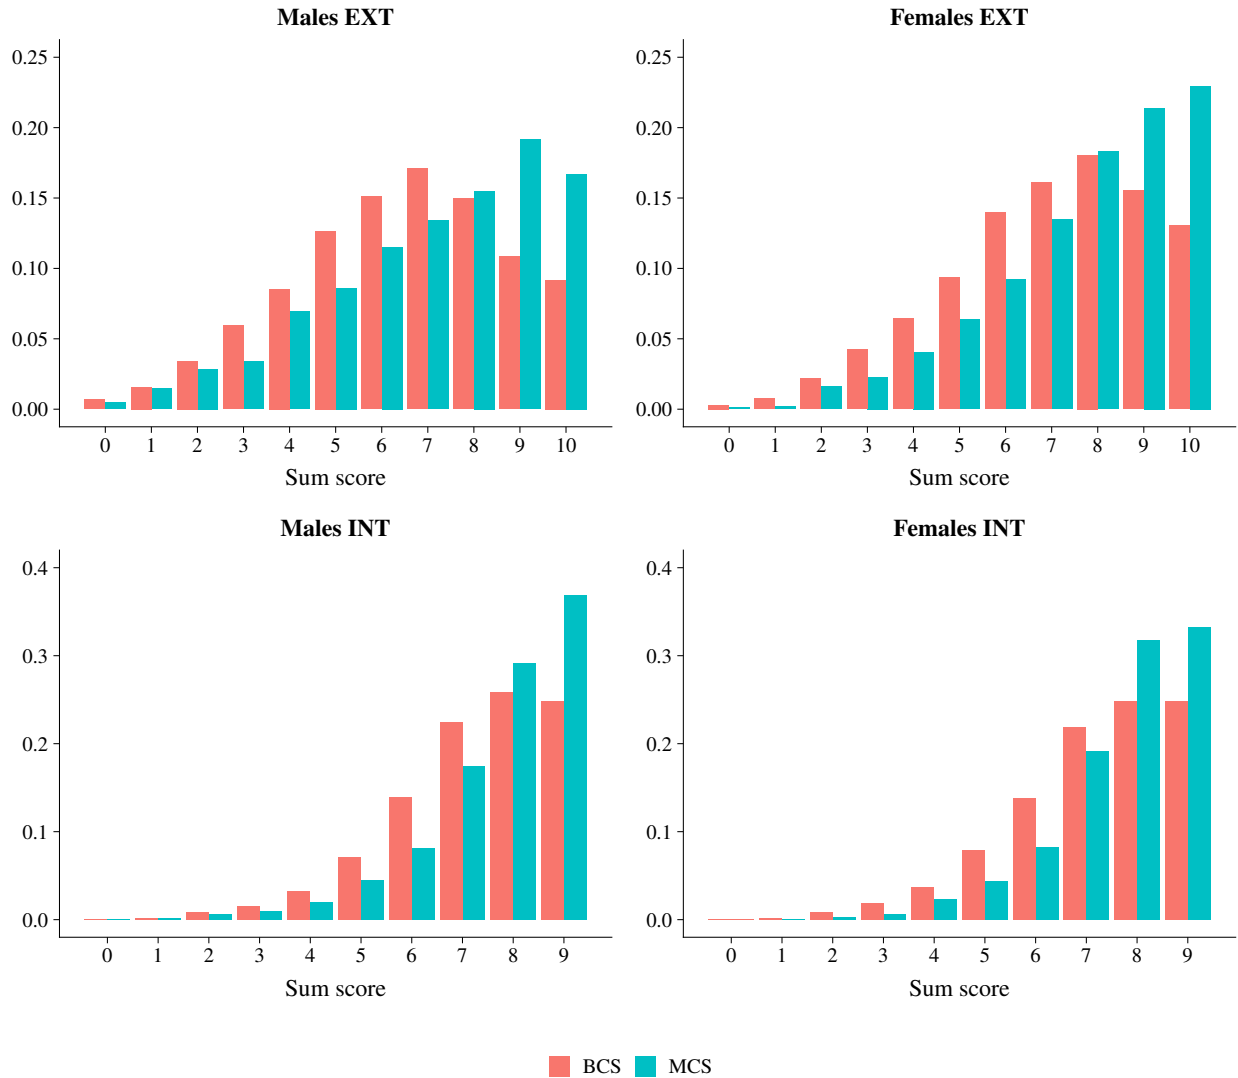 Males EXT
0.25
0.20
0.15
0.10
0.05
0.00
0 1 2 3 4 5 6 7 8 9 10
Sum score
Females EXT
0.25
0.20
0.15
0.10
0.05
0.00
0 1 2 3 4 5 6 7 8 9 10
Sum score
Males INT
0.4
0.3
0.2
0.1
0.0
0 1 2 3 4 5 6 7 8 9
Sum score
Females INT
0.4
0.3
0.2
0.1
0.0
0 1 2 3 4 5 6 7 8 9
Sum score
BCS MCS